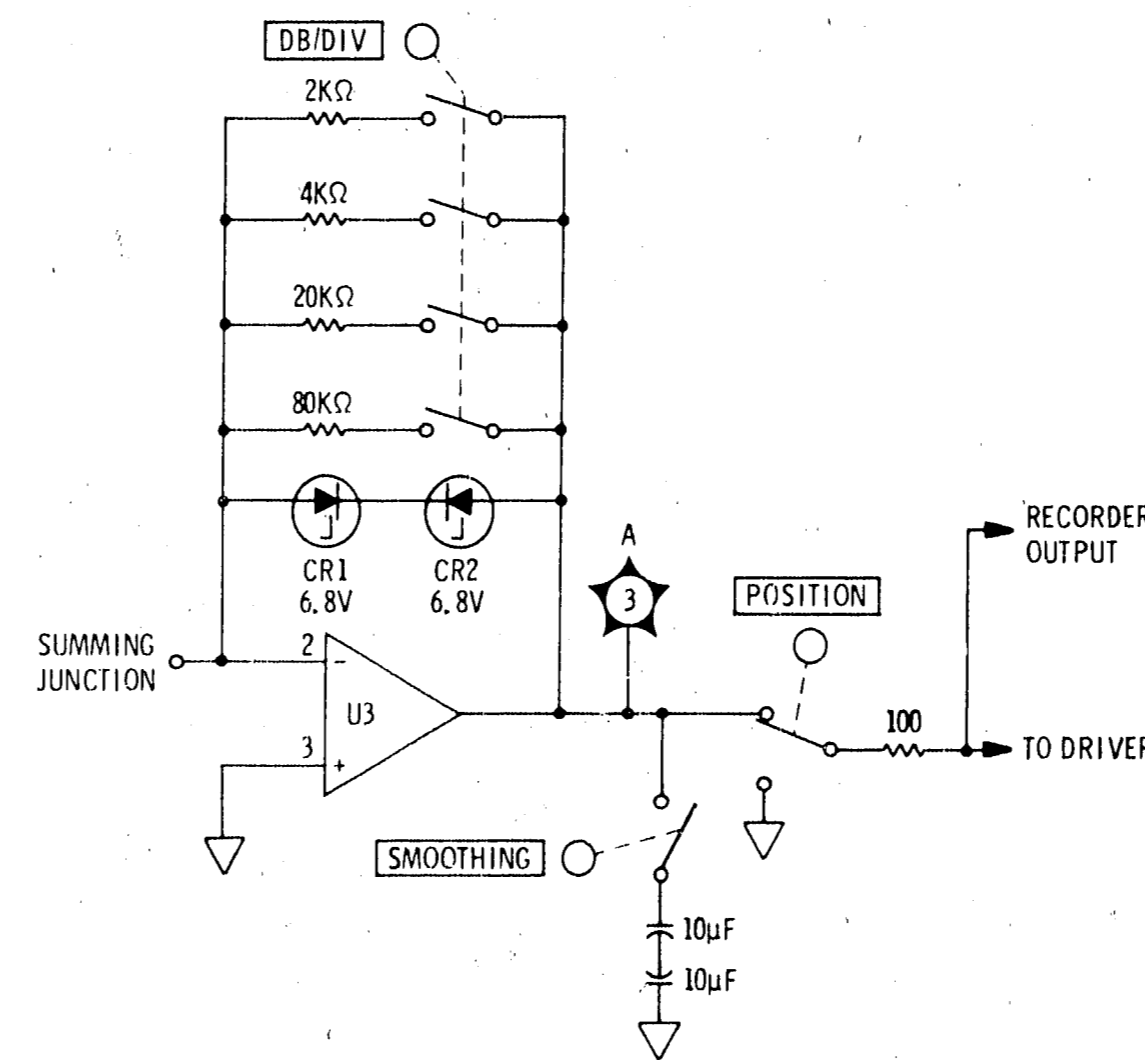 DB/DIV
2KΩ
4KΩ
20KΩ
80KΩ
CR1
6.8V
CR2
6.8V
A
3
POSITION
RECORDER
OUTPUT
SUMMING
JUNCTION
2
-
U3
3
+
100
TO DRIVER
SMOOTHING
10µF
10µF